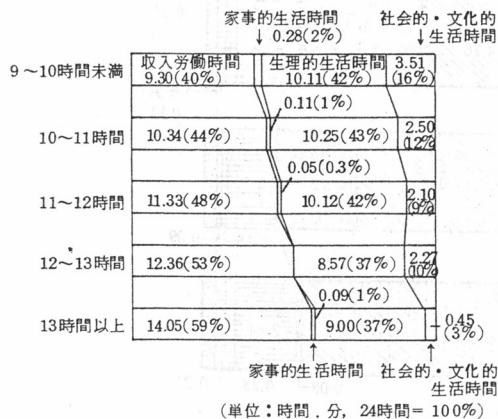 家事的生活時間
0.28(2%)
社会的・文化的
生活時間
9～10時間未満
収入労働時間
9.30(40%)
生理的生活時間
10.11(42%)
3.51
(16%)
0.11(1%)
10～11時間
10.34(44%)
10.25(43%)
2.50
(12%)
0.05(0.3%)
11～12時間
11.33(48%)
10.12(42%)
2.10
(9%)
12～13時間
12.36(53%)
8.57(37%)
2.27
(10%)
0.09(1%)
13時間以上
14.05(59%)
9.00(37%)
0.45
(3%)
家事的生活時間
社会的・文化的
生活時間
(単位：時間．分，24時間＝100%)